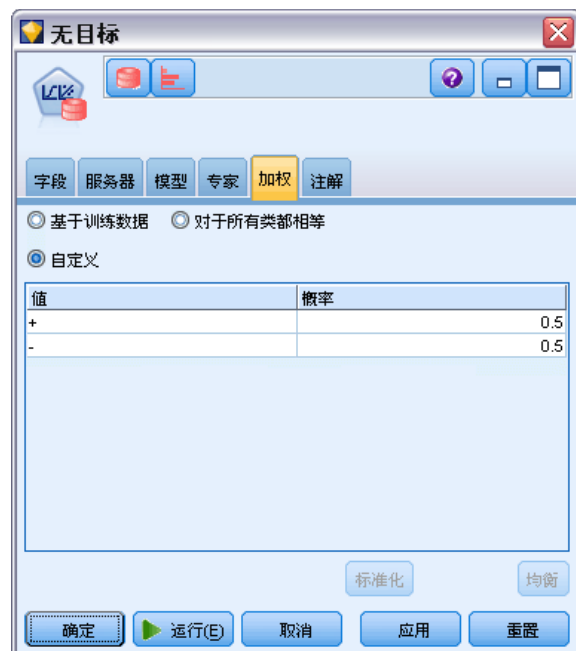 无目标
字段 服务器 模型 专家 加权 注解
基于训练数据 对于所有类都相等
自定义
值 概率
+ 0.5
- 0.5
标准化 均衡
确定 运行(E) 取消 应用 重置